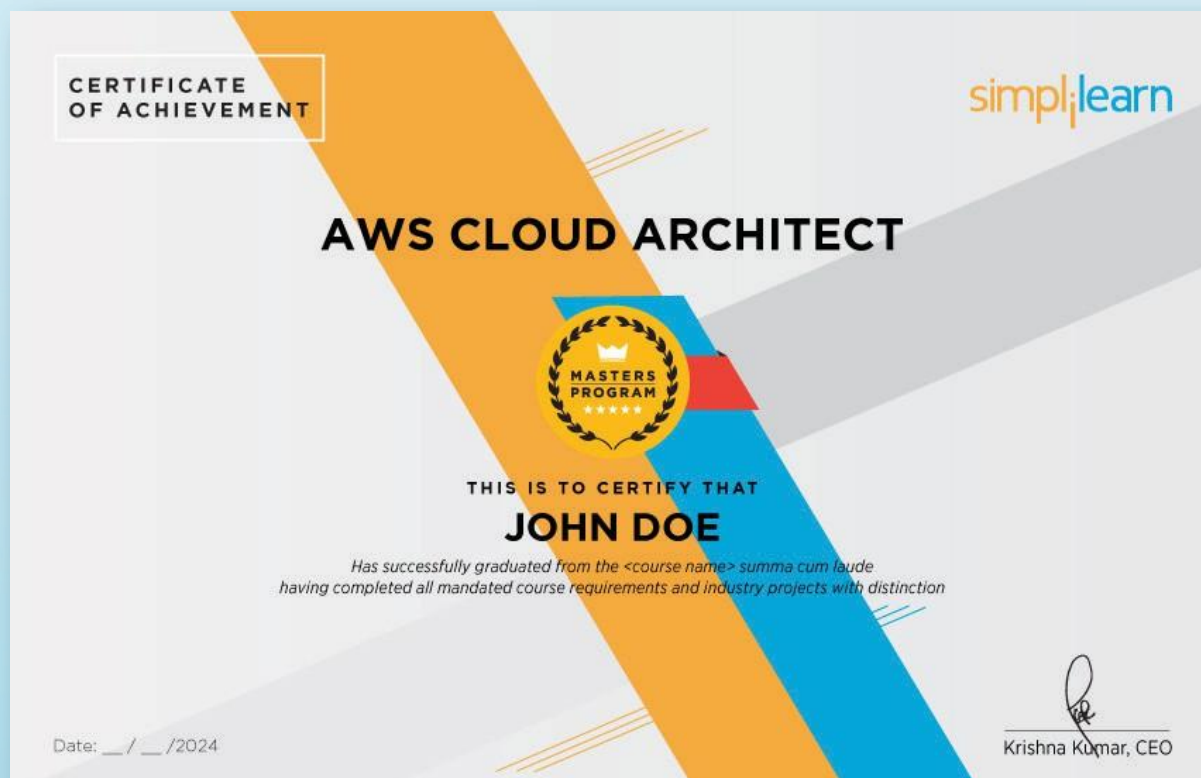 CERTIFICATE
OF ACHIEVEMENT
simplilearn
AWS CLOUD ARCHITECT
MASTERS
PROGRAM
THIS IS TO CERTIFY THAT
JOHN DOE
Has successfully graduated from the <course name> summa cum laude
having completed all mandated course requirements and industry projects with distinction
Date: __ / __ /2024
Krishna Kumar, CEO